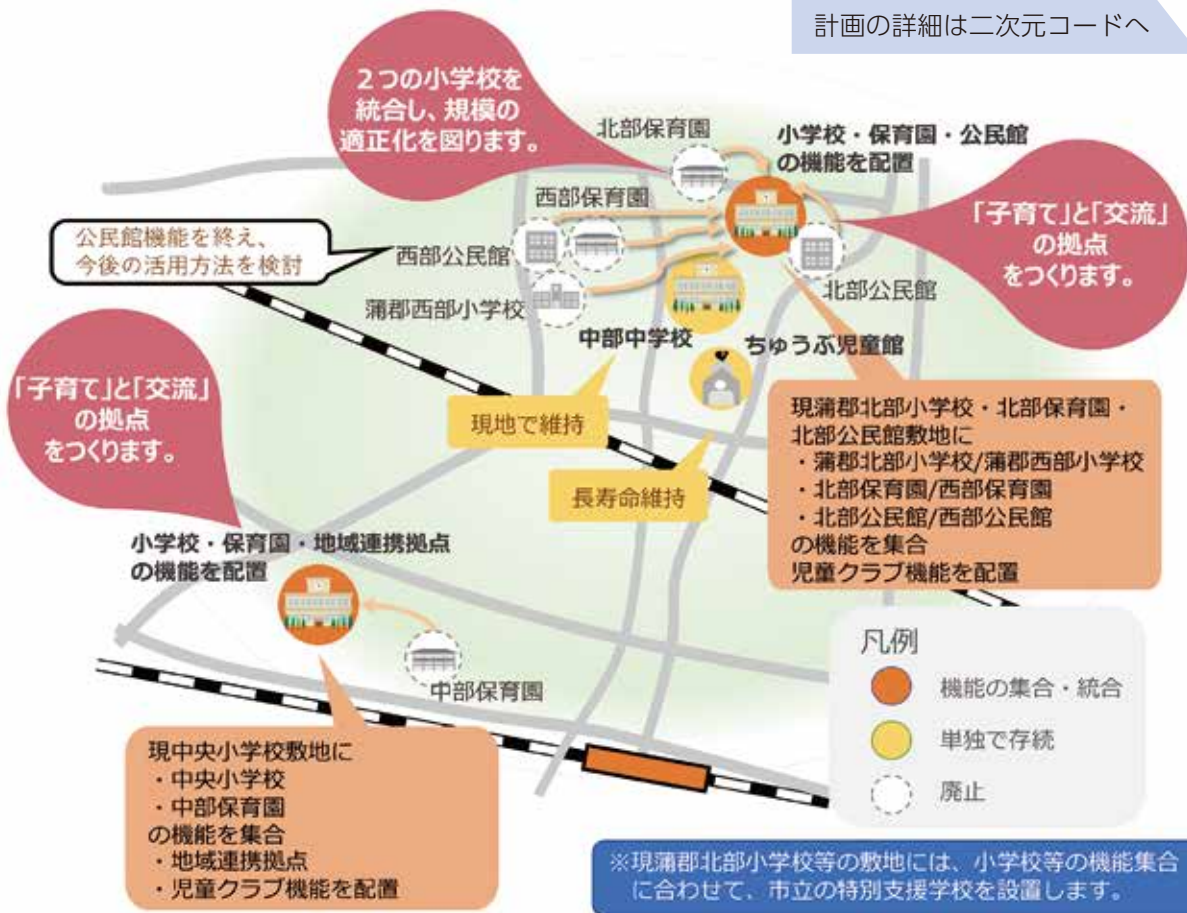 計画の詳細は二次元コードへ
２つの小学校を
統合し、規模の
適正化を図ります。
北部保育園
小学校・保育園・公民館
の機能を配置
西部保育園
「子育て」と「交流」
の拠点
をつくります。
公民館機能を終え、
今後の活用方法を検討
西部公民館
北部公民館
蒲郡西部小学校
中部中学校
ちゅうぶ児童館
「子育て」と「交流」
の拠点
をつくります。
現地で維持
長寿命維持
現蒲郡北部小学校・北部保育園・
北部公民館敷地に
・蒲郡北部小学校/蒲郡西部小学校
・北部保育園/西部保育園
・北部公民館/西部公民館
の機能を集合
児童クラブ機能を配置
小学校・保育園・地域連携拠点
の機能を配置
中部保育園
現中央小学校敷地に
・中央小学校
・中部保育園
の機能を集合
・地域連携拠点
・児童クラブ機能を配置
凡例
機能の集合・統合
単独で存続
廃止
※現蒲郡北部小学校等の敷地には、小学校等の機能集合
に合わせて、市立の特別支援学校を設置します。